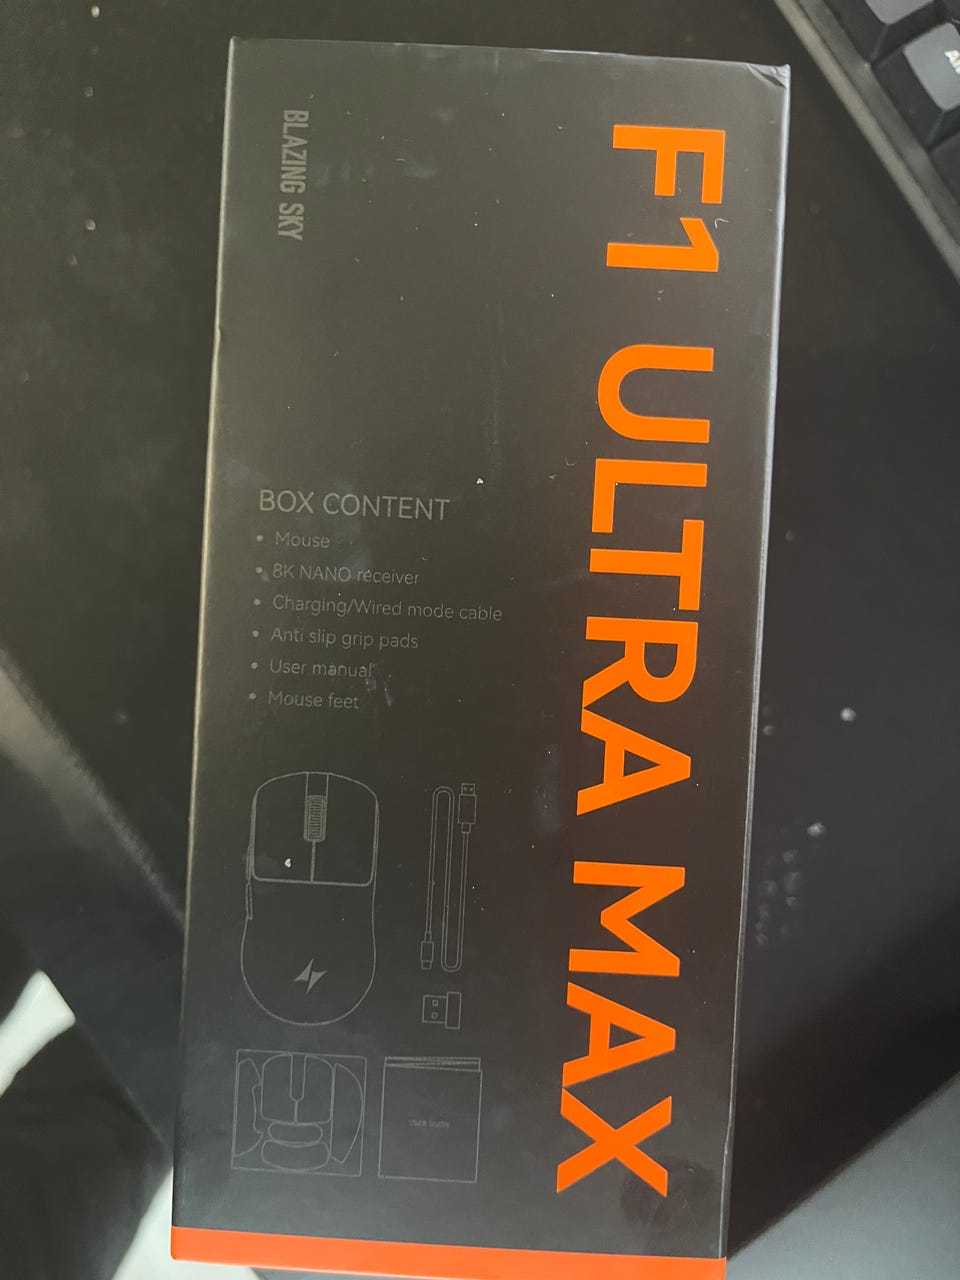 BLAZING SKY
F1 ULTRA MAX
BOX CONTENT
• Mouse
• 8K NANO receiver
• Charging/Wired mode cable
• Anti slip grip pads
• User manual
• Mouse feet